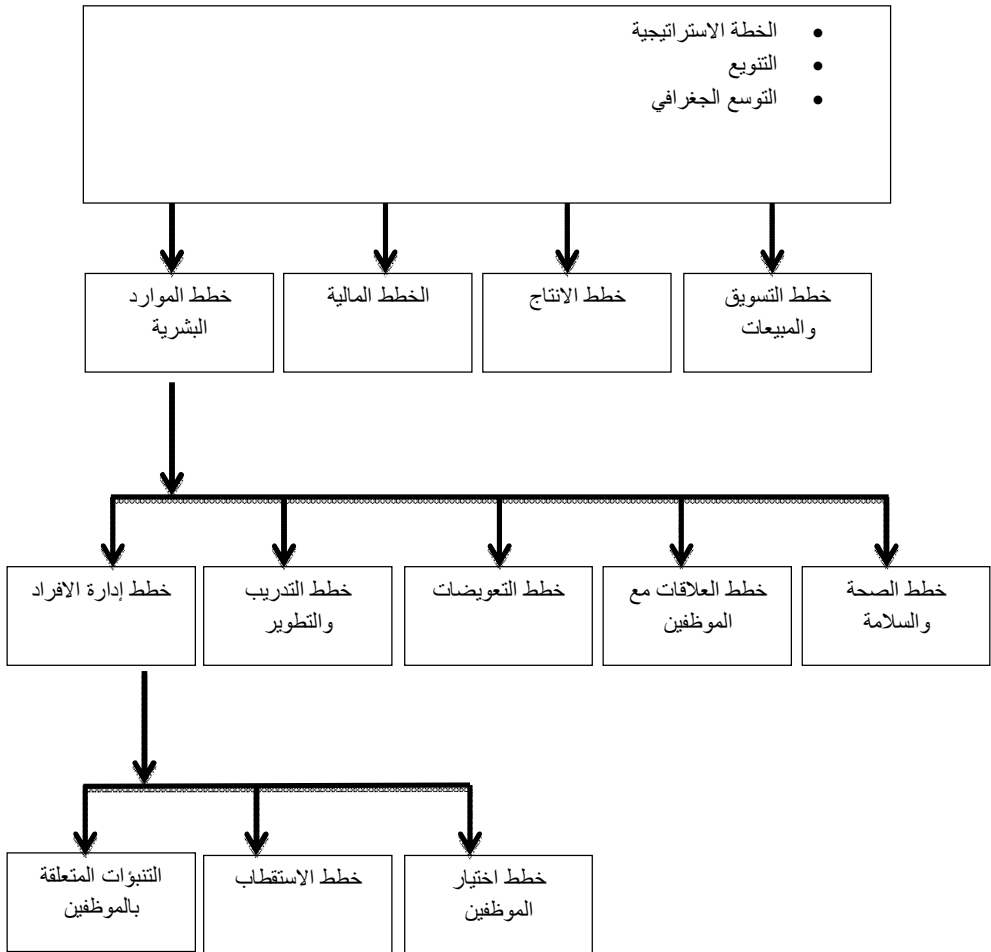 الخطة الاستراتيجية
التنويع
التوسع الجغرافي
خطط التسويق
والمبيعات
خطط الانتاج
الخطط المالية
خطط الموارد
البشرية
خطط الصحة
والسلامة
خطط العلاقات مع
الموظفين
خطط التعويضات
خطط التدريب
والتطوير
خطط إدارة الافراد
خطط اختيار
الموظفين
خطط الاستقطاب
التنبؤات المتعلقة
بالموظفين